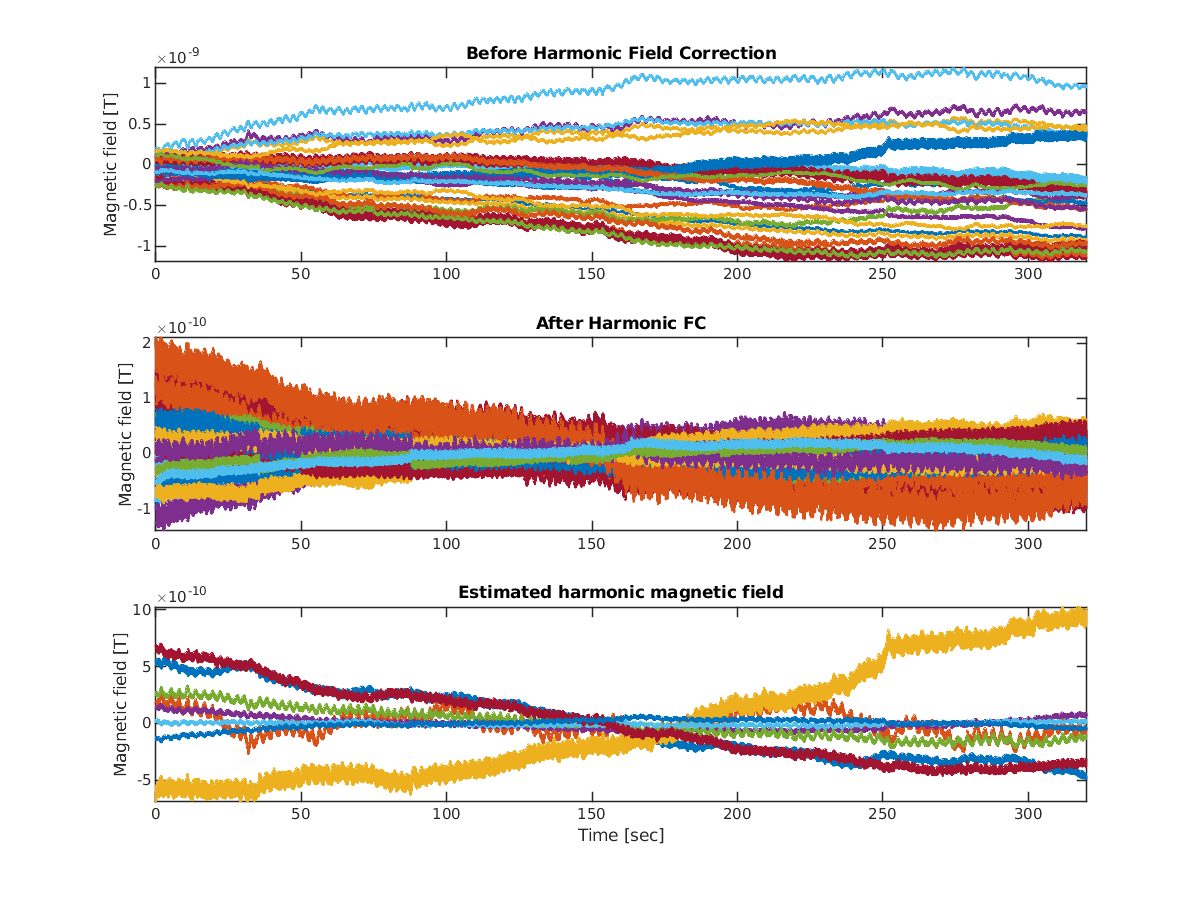 Before Harmonic Field Correction
×10-9
Magnetic field [T]
1
0.5
0
-0.5
-1
0 50 100 150 200 250 300
After Harmonic FC
×10-10
Magnetic field [T]
2
1
0
-1
0 50 100 150 200 250 300
Estimated harmonic magnetic field
×10-10
Magnetic field [T]
10
5
0
-5
0 50 100 150 200 250 300
Time [sec]